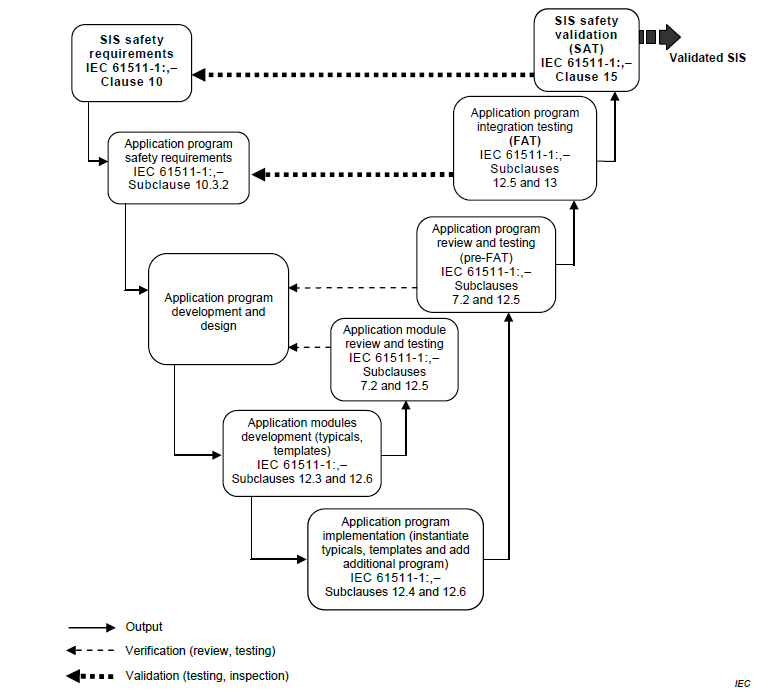 SIS safety
requirements
IEC 61511-1:,–
Clause 10
SIS safety
validation
(SAT)
IEC 61511-1:,–
Clause 15
Validated SIS
Application program
safety requirements
IEC 61511-1:,–
Subclause 10.3.2
Application program
integration testing
(FAT)
IEC 61511-1:,–
Subclauses
12.5 and 13
Application program
review and testing
(pre-FAT)
IEC 61511-1:,–
Subclauses
7.2 and 12.5
Application program
development and
design
Application module
review and testing
IEC 61511-1:,–
Subclauses
7.2 and 12.5
Application modules
development (typicals,
templates)
IEC 61511-1:,–
Subclauses 12.3 and 12.6
Application program
implementation (instantiate
typicals, templates and add
additional program)
IEC 61511-1:,–
Subclauses 12.4 and 12.6
Output
Verification (review, testing)
Validation (testing, inspection)
IEC